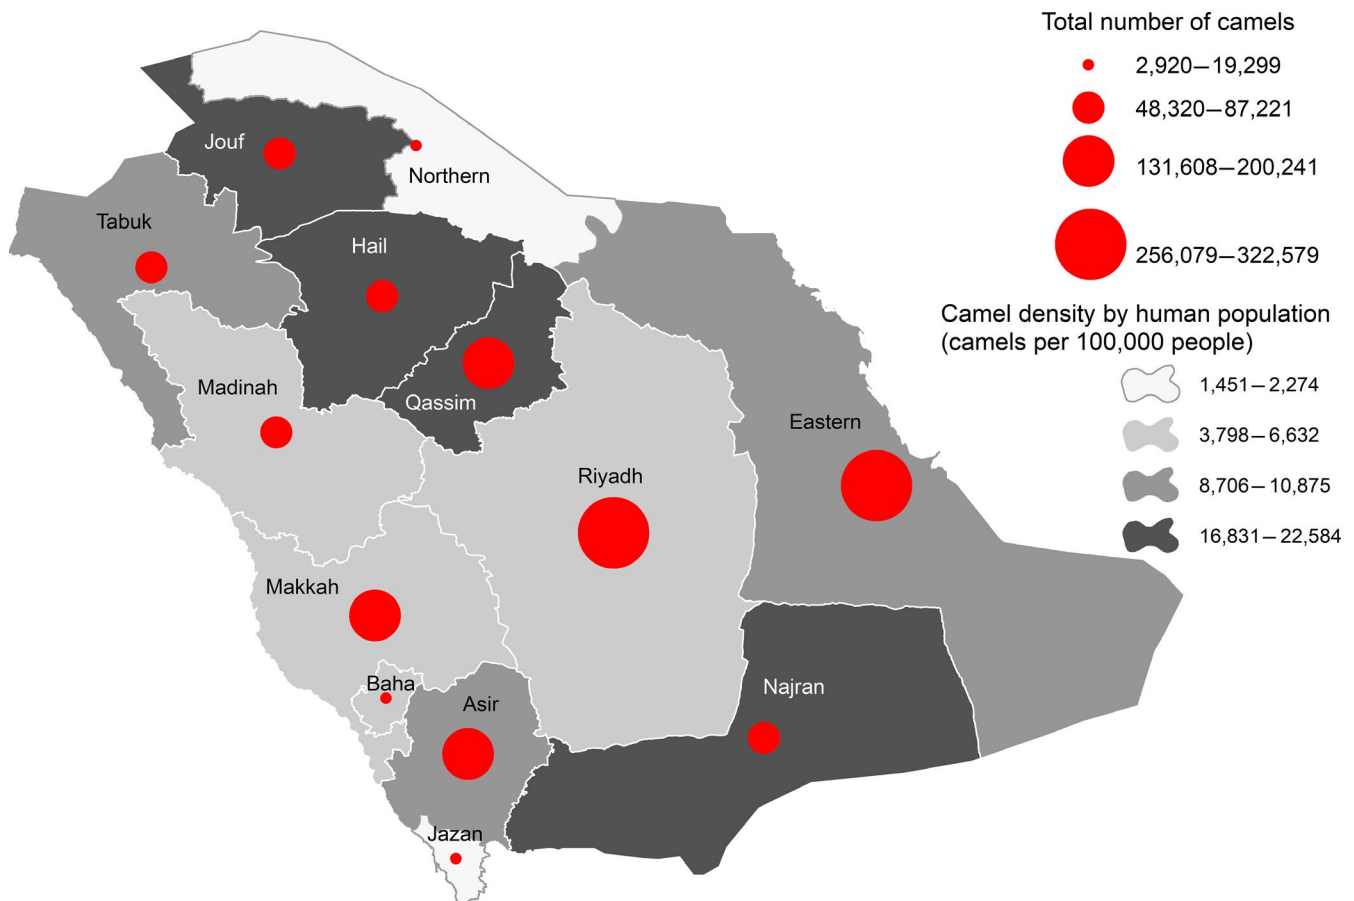 Total number of camels
2,920–19,299
48,320–87,221
131,608–200,241
256,079–322,579
Camel density by human population
(camels per 100,000 people)
1,451–2,274
3,798–6,632
8,706–10,875
16,831–22,584
Jouf
Northern
Tabuk
Hail
Madinah
Qassim
Eastern
Riyadh
Makkah
Baha
Najran
Asir
Jazan